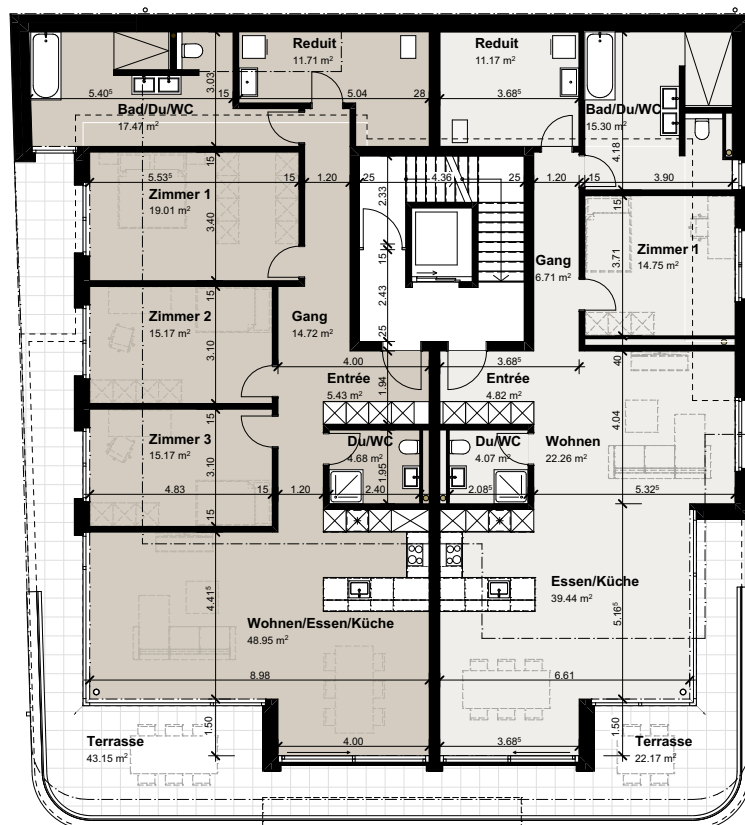 Reduit
11.71 m²
Reduit
11.17 m²
3.03
5.40⁵
15
5.04
28
3.68⁵
Bad/Du/WC
17.47 m²
Bad/Du/WC
15.30 m²
4.18
15
5.53⁵
15
1.20
25
4.36
25
1.20
15
3.90
2.33
Zimmer 1
19.01 m²
3.40
15
15
3.71
Zimmer 1
14.75 m²
Gang
6.71 m²
2.43
15
Zimmer 2
15.17 m²
Gang
14.72 m²
3.10
25
4.00
3.68⁵
40
Entrée
5.43 m²
1.94
Entrée
4.82 m²
15
4.04
Zimmer 3
15.17 m²
Du/WC
4.68 m²
Du/WC
4.07 m²
Wohnen
22.26 m²
3.10
1.95
4.83
15
1.20
2.40
2.08⁵
5.32⁵
15
4.41⁵
Essen/Küche
39.44 m²
5.16⁵
Wohnen/Essen/Küche
48.95 m²
8.98
6.61
1.50
1.50
Terrasse
43.15 m²
4.00
3.68⁵
Terrasse
22.17 m²